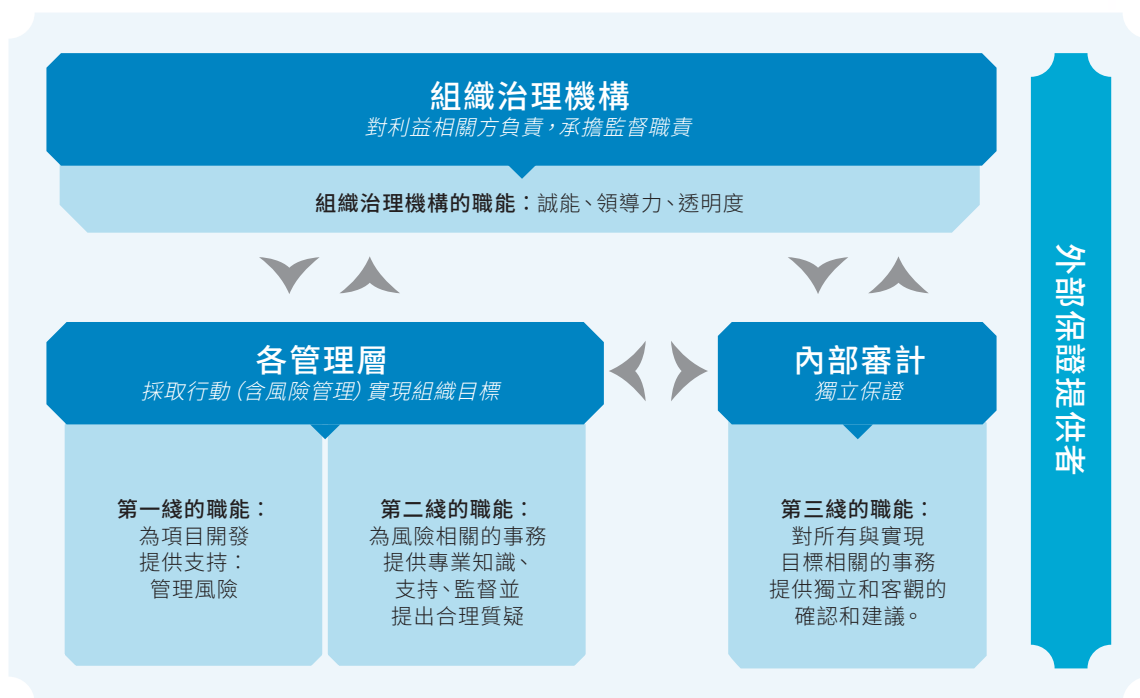 組織治理機構
對利益相關方負責，承擔監督職責
組織治理機構的職能：誠能、領導力、透明度
各管理層
採取行動（含風險管理）實現組織目標
第一綫的職能：
為項目開發
提供支持：
管理風險
第二綫的職能：
為風險相關的事務
提供專業知識、
支持、監督並
提出合理質疑
內部審計
獨立保證
第三綫的職能：
對所有與實現
目標相關的事務
提供獨立和客觀的
確認和建議。
外部保證提供者